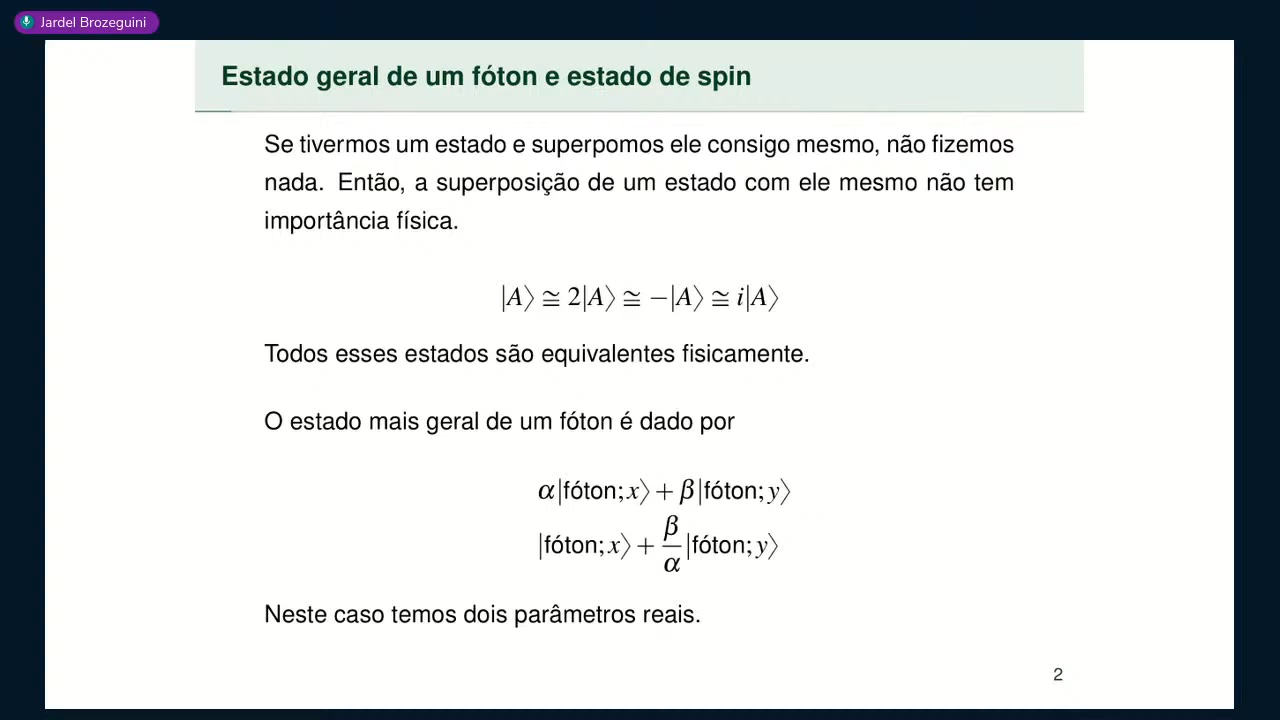 Jardel Brozeguini
Estado geral de um fóton e estado de spin
Se tivermos um estado e superpomos ele consigo mesmo, não fizemos
nada. Então, a superposição de um estado com ele mesmo não tem
importância física.
|A⟩ ≅ 2|A⟩ ≅ −|A⟩ ≅ i|A⟩
Todos esses estados são equivalentes fisicamente.
O estado mais geral de um fóton é dado por
α|fóton; x⟩ + β|fóton; y⟩
|fóton; x⟩ + β/α|fóton; y⟩
Neste caso temos dois parâmetros reais.
2